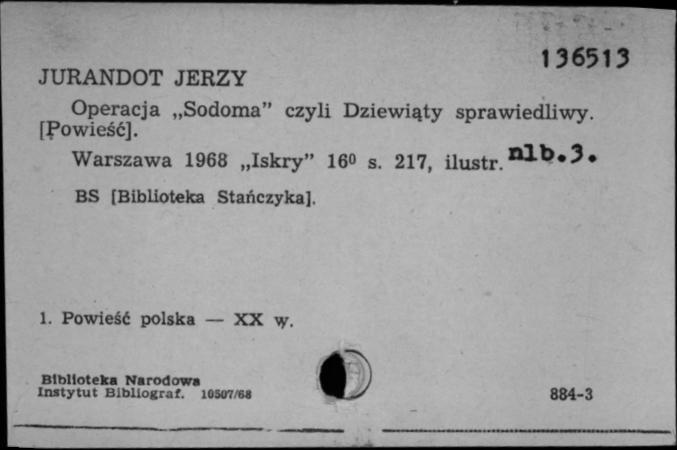 136513
JURANDOT JERZY
Operacja „Sodoma” czyli Dziewiąty sprawiedliwy.
[Powieść].
Warszawa 1968 „Iskry” 16⁰ s. 217, ilustr. nlb.3.
BS [Biblioteka Stańczyka].
1. Powieść polska — XX w.
Biblioteka Narodowa
Instytut Bibliograf. 10507/68
884-3